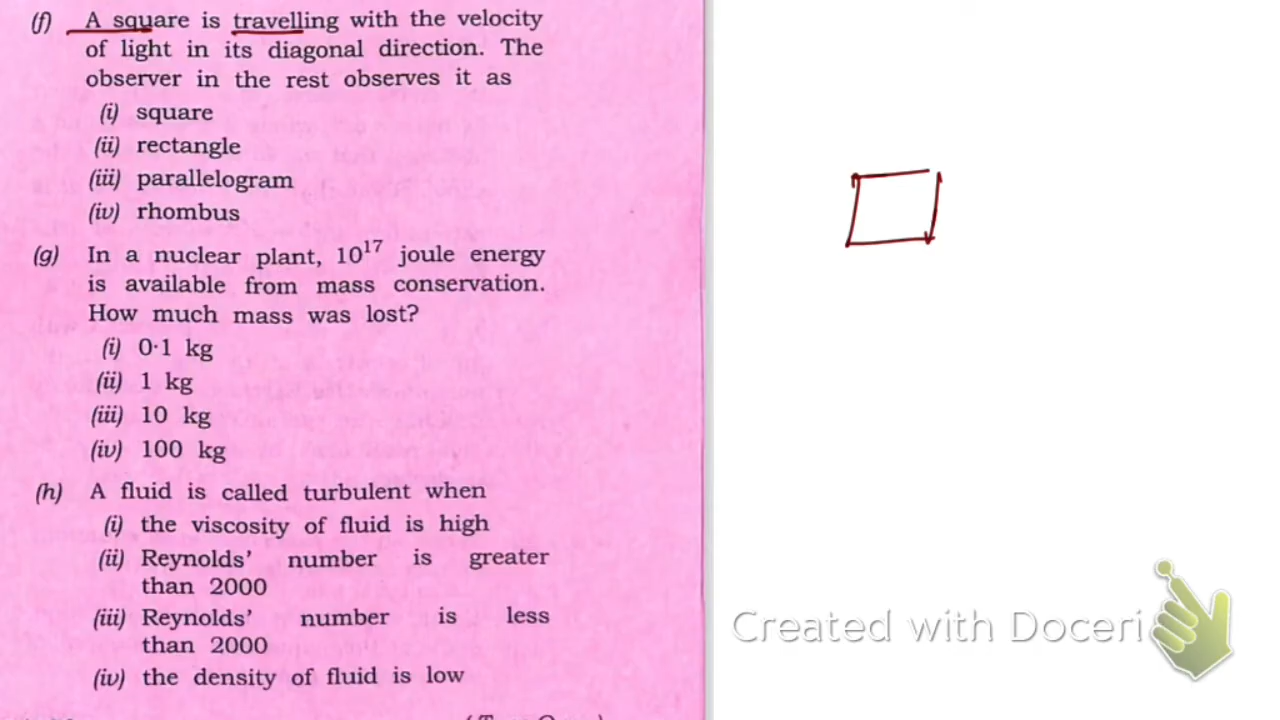 (f) A square is travelling with the velocity
of light in its diagonal direction. The
observer in the rest observes it as
(i) square
(ii) rectangle
(iii) parallelogram
(iv) rhombus
(g) In a nuclear plant, 10¹⁷ joule energy
is available from mass conservation.
How much mass was lost?
(i) 0·1 kg
(ii) 1 kg
(iii) 10 kg
(iv) 100 kg
(h) A fluid is called turbulent when
(i) the viscosity of fluid is high
(ii) Reynolds' number is greater
than 2000
(iii) Reynolds' number is less
than 2000
(iv) the density of fluid is low
Created with Doceri